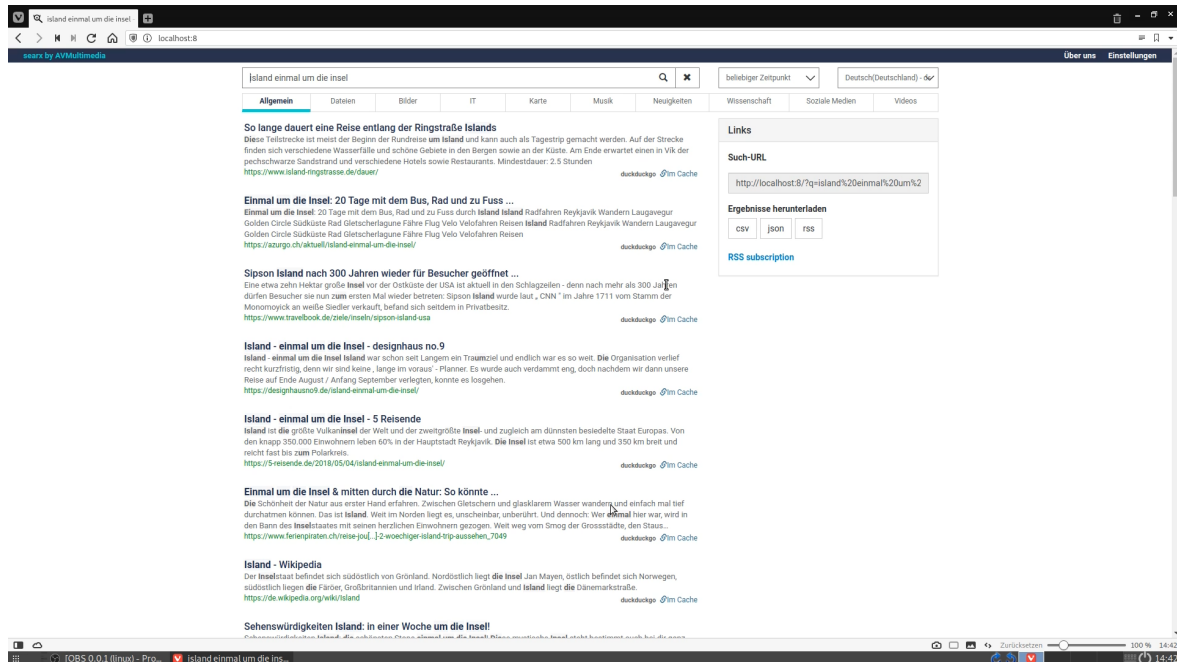 island einmal um die insel -
localhost:8
searx by AVMultimedia
Über uns Einstellungen
island einmal um die insel
beliebiger Zeitpunkt
Deutsch(Deutschland) - de
Allgemein Dateien Bilder IT Karte Musik Neuigkeiten Wissenschaft Soziale Medien Videos
So lange dauert eine Reise entlang der Ringstraße Islands
Diese Teilstrecke ist meist der Beginn der Rundreise um Island und kann auch als Tagestrip gemacht werden. Auf der Strecke
finden sich verschiedene Wasserfälle und schöne Gebiete in den Bergen sowie an der Küste. Am Ende erwartet einen in Vík der
pechschwarze Sandstrand und verschiedene Hotels sowie Restaurants. Mindestdauer: 2.5 Stunden
https://www.island-ringstrasse.de/dauer/
duckduckgo Im Cache
Einmal um die Insel: 20 Tage mit dem Bus, Rad und zu Fuss ...
Einmal um die Insel: 20 Tage mit dem Bus, Rad und zu Fuss durch Island Island Radfahren Reykjavik Wandern Laugavegur
Golden Circle Südküste Rad Gletscherlagune Fähre Flug Velo Velofahren Reisen Island Radfahren Reykjavik Wandern Laugavegur
Golden Circle Südküste Rad Gletscherlagune Fähre Flug Velo Velofahren Reisen
https://azurgo.ch/aktuell/island-einmal-um-die-insel/
duckduckgo Im Cache
Sipson Island nach 300 Jahren wieder für Besucher geöffnet ...
Eine etwa zehn Hektar große Insel vor der Ostküste der USA ist aktuell in den Schlagzeilen - denn nach mehr als 300 Jahren
dürfen Besucher sie nun zum ersten Mal wieder betreten: Sipson Island wurde laut „ CNN " im Jahre 1711 vom Stamm der
Monomoyick an weiße Siedler verkauft, befand sich seitdem in Privatbesitz.
https://www.travelbook.de/ziele/inseln/sipson-island-usa
duckduckgo Im Cache
Island - einmal um die Insel - designhaus no.9
Island - einmal um die Insel Island war schon seit Langem ein Traumziel und endlich war es so weit. Die Organisation verlief
recht kurzfristig, denn wir sind keine ‚ lange im voraus' - Planner. Es wurde auch verdammt eng, doch nachdem wir dann unsere
Reise auf Ende August / Anfang September verlegten, konnte es losgehen.
https://designhausno9.de/island-einmal-um-die-insel/
duckduckgo Im Cache
Island - einmal um die Insel - 5 Reisende
Island ist die größte Vulkaninsel der Welt und der zweitgrößte Insel- und zugleich am dünnsten besiedelte Staat Europas. Von
den knapp 350.000 Einwohnern leben 60% in der Hauptstadt Reykjavik. Die Insel ist etwa 500 km lang und 350 km breit und
reicht fast bis zum Polarkreis.
https://5-reisende.de/2018/05/04/island-einmal-um-die-insel/
duckduckgo Im Cache
Einmal um die Insel & mitten durch die Natur: So könnte ...
Die Schönheit der Natur aus erster Hand erfahren. Zwischen Gletschern und glasklarem Wasser wandern und einfach mal tief
durchatmen können. Das ist Island. Weit im Norden liegt es, unscheinbar, unberührt. Und dennoch: Wer einmal hier war, wird in
den Bann des Inselstaates mit seinen herzlichen Einwohnern gezogen. Weit weg vom Smog der Grossstädte, den Staus...
https://www.ferienpiraten.ch/reise-jou[...]-2-woechiger-island-trip-aussehen_7049
duckduckgo Im Cache
Island - Wikipedia
Der Inselstaat befindet sich südöstlich von Grönland. Nordöstlich liegt die Insel Jan Mayen, östlich befindet sich Norwegen,
südöstlich liegen die Färöer, Großbritannien und Irland. Zwischen Grönland und Island liegt die Dänemarkstraße.
https://de.wikipedia.org/wiki/Island
duckduckgo Im Cache
Sehenswürdigkeiten Island: in einer Woche um die Insel!
Links
Such-URL
http://localhost:8/?q=island%20einmal%20um%2
Ergebnisse herunterladen
csv json rss
RSS subscription
Zurücksetzen 100 % 14:42
[OBS 0.0.1 (linux) - Pro... island einmal um die ins... 14:42